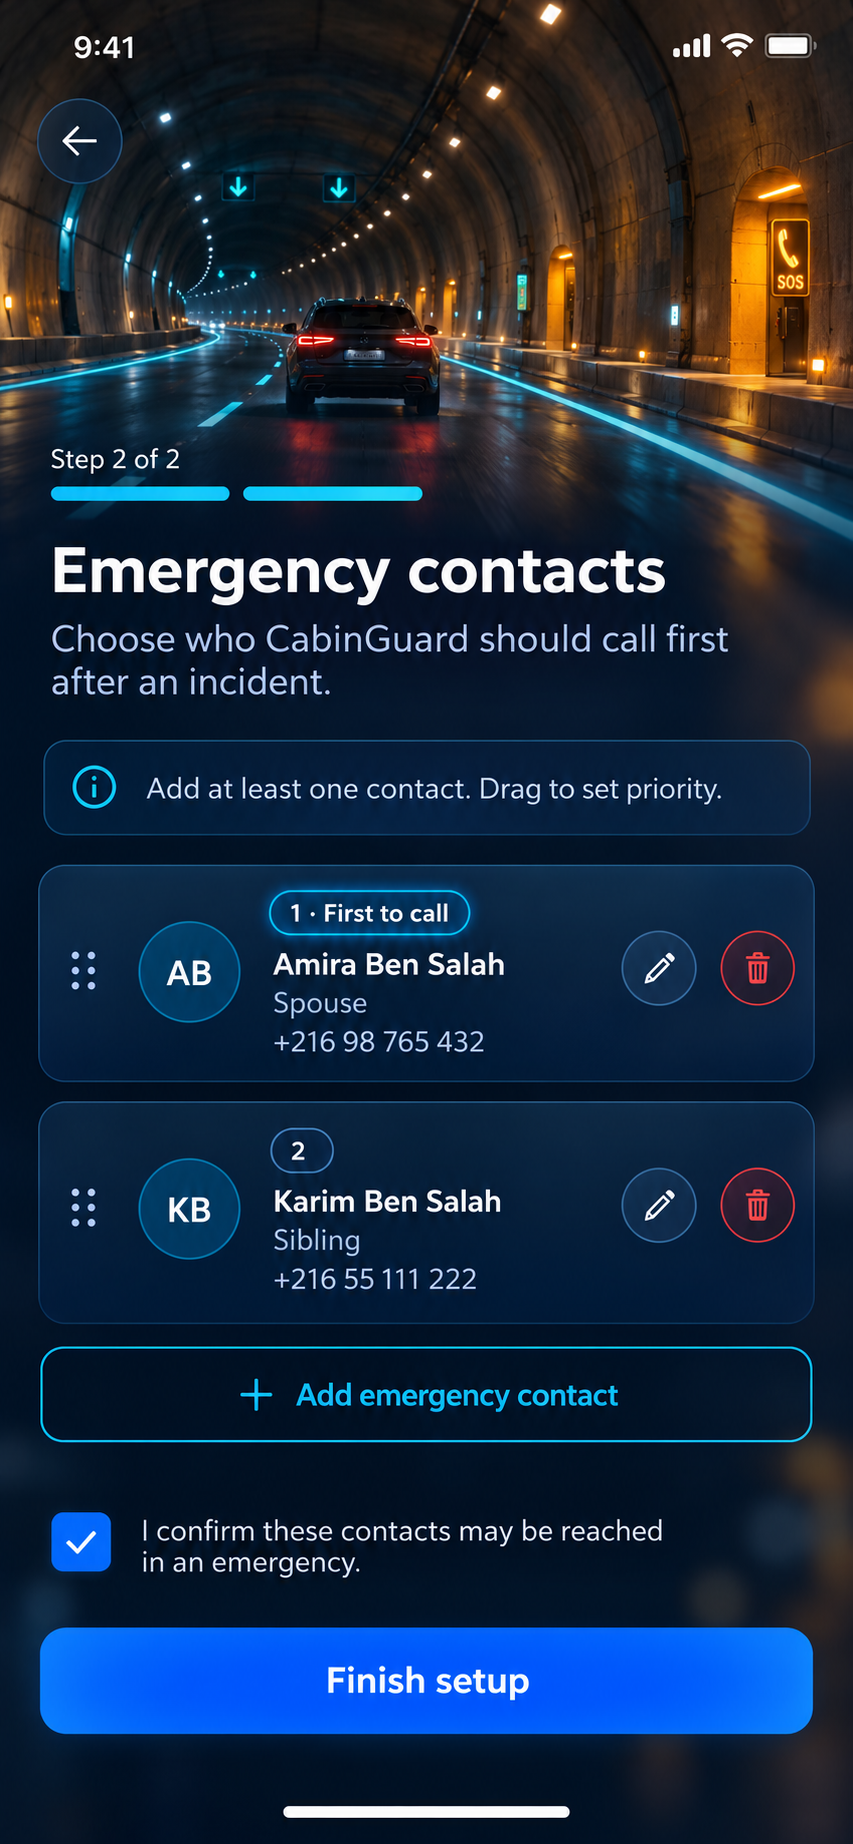 9:41
SOS
Step 2 of 2
Emergency contacts
Choose who CabinGuard should call first
after an incident.
Add at least one contact. Drag to set priority.
1 · First to call
AB
Amira Ben Salah
Spouse
+216 98 765 432
2
KB
Karim Ben Salah
Sibling
+216 55 111 222
+ Add emergency contact
I confirm these contacts may be reached
in an emergency.
Finish setup